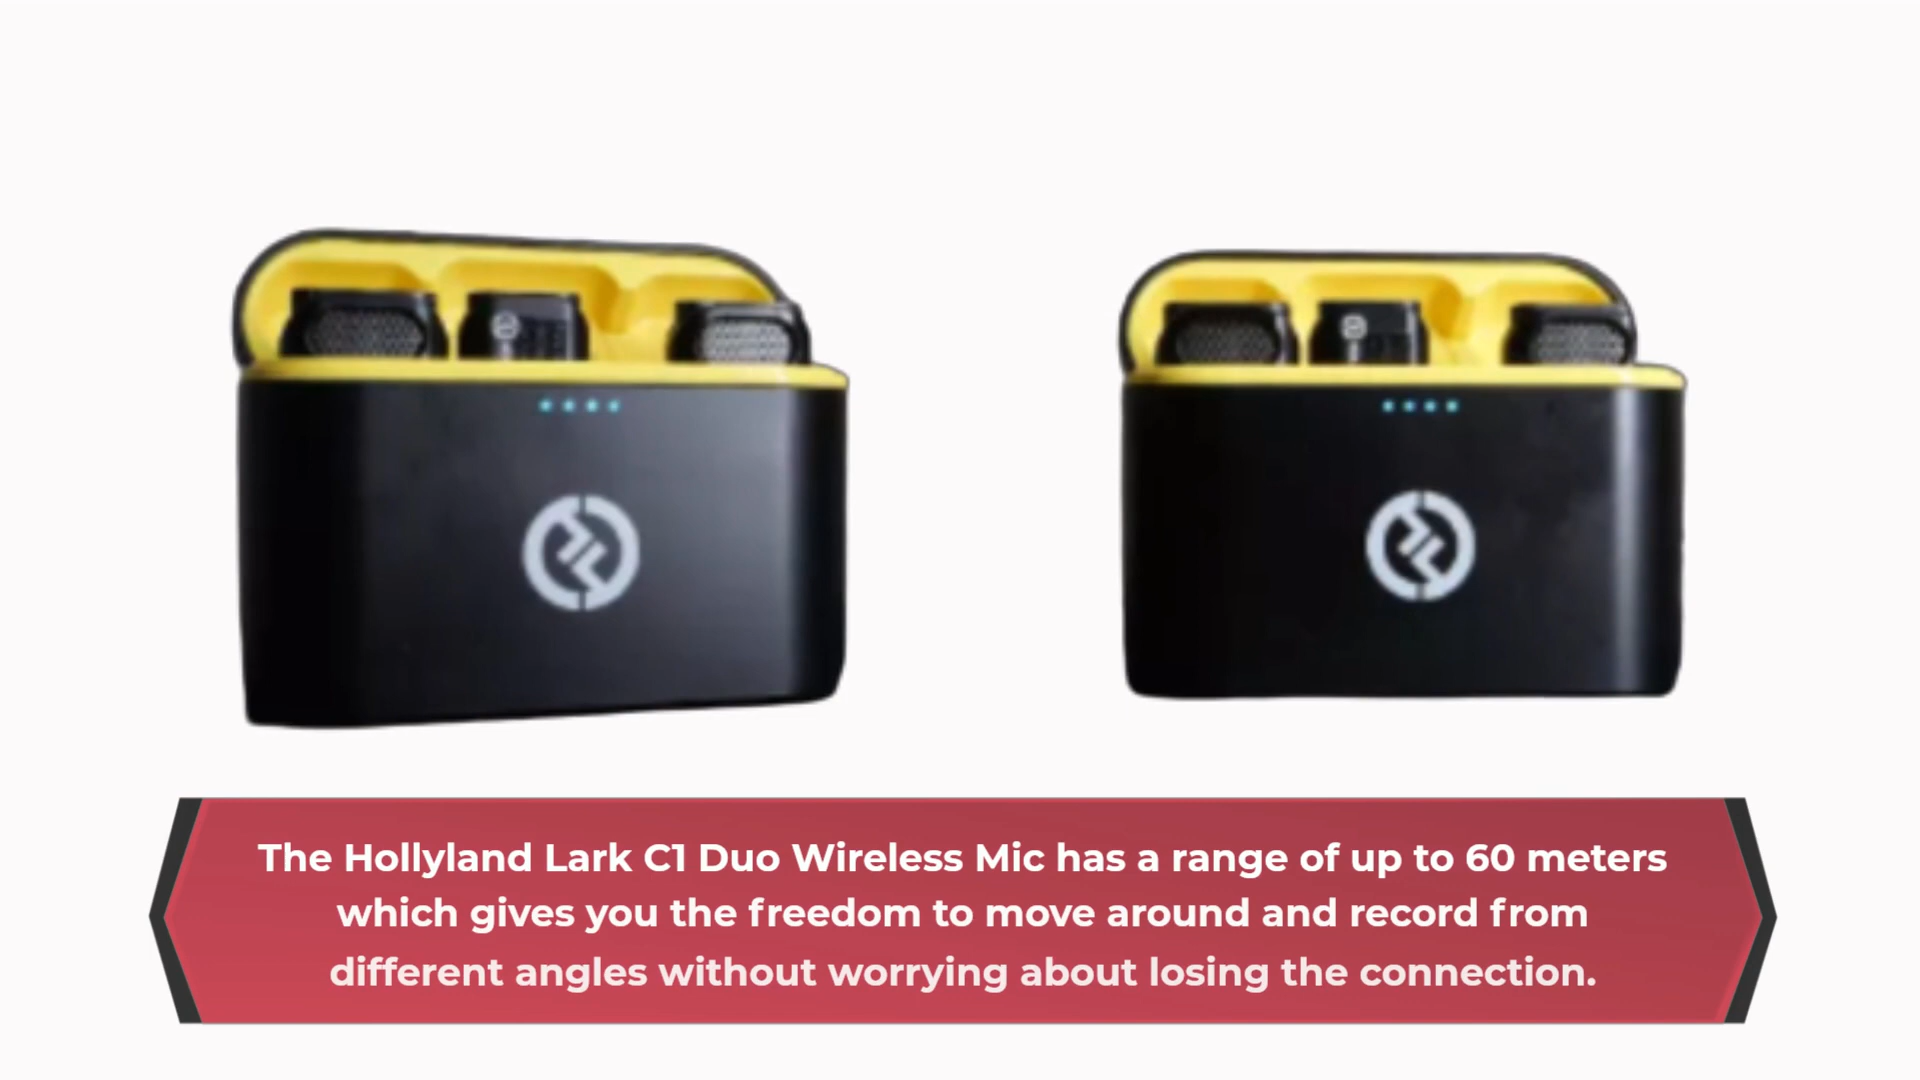 The Hollyland Lark C1 Duo Wireless Mic has a range of up to 60 meters
which gives you the freedom to move around and record from
different angles without worrying about losing the connection.